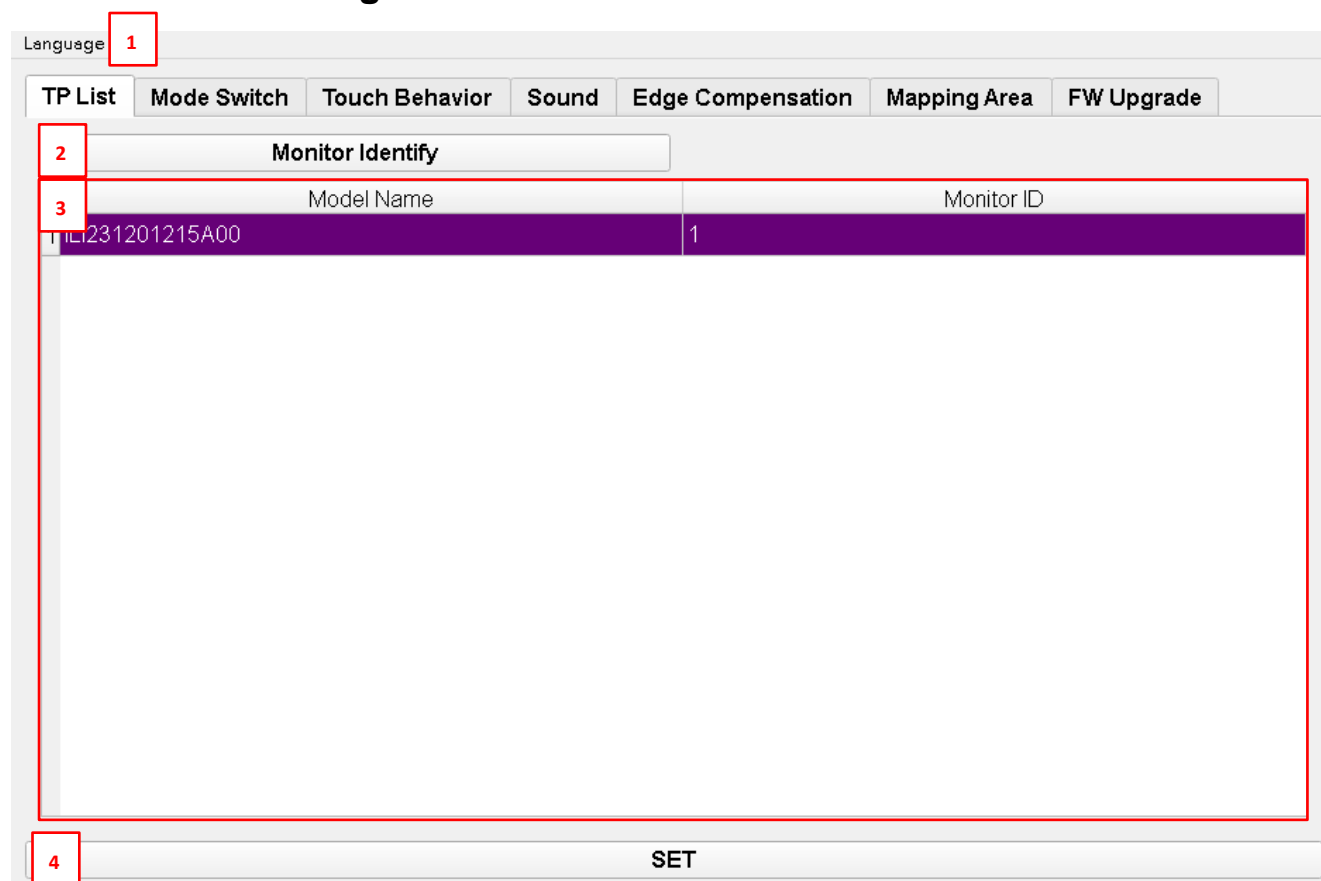 Language 1
TP List Mode Switch Touch Behavior Sound Edge Compensation Mapping Area FW Upgrade
2 Monitor Identify
3 Model Name Monitor ID
1 ILI231201215A00 1
4 SET